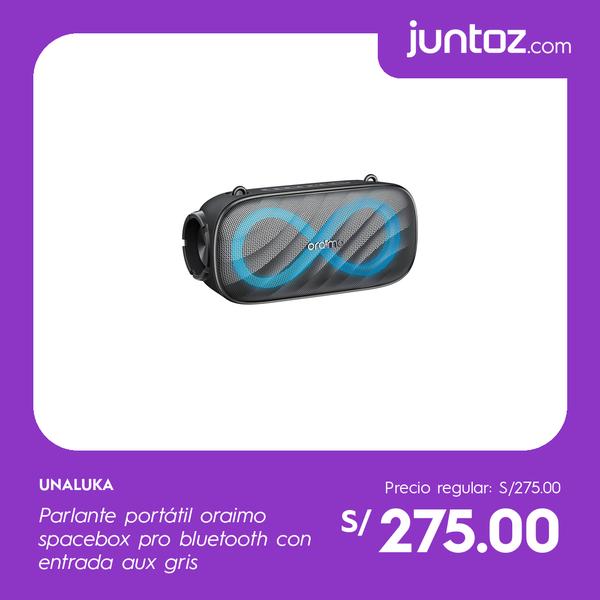 juntoz.com
oraimo
UNALUKA
Parlante portátil oraimo
spacebox pro bluetooth con
entrada aux gris
Precio regular: S/275.00
S/ 275.00